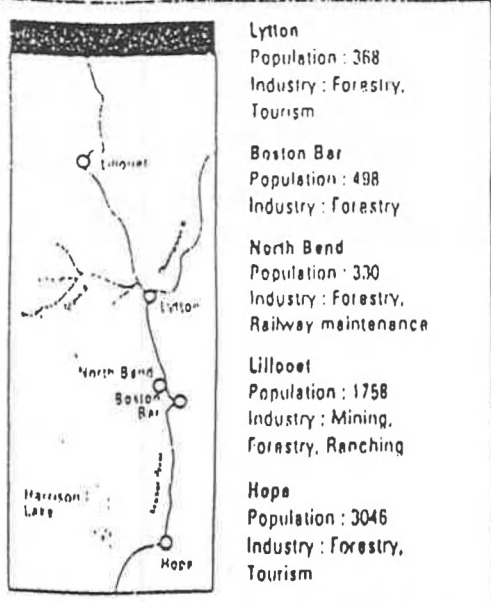 Lillooet
Lytton
North Bend
Boston
Bar
Harrison
Lake
Hope
Lytton
Population : 368
Industry : Forestry,
Tourism
Boston Bar
Population : 498
Industry : Forestry
North Bend
Population : 330
Industry : Forestry,
Railway maintenance
Lillooet
Population : 1758
Industry : Mining,
Forestry, Ranching
Hope
Population : 3046
Industry : Forestry,
Tourism